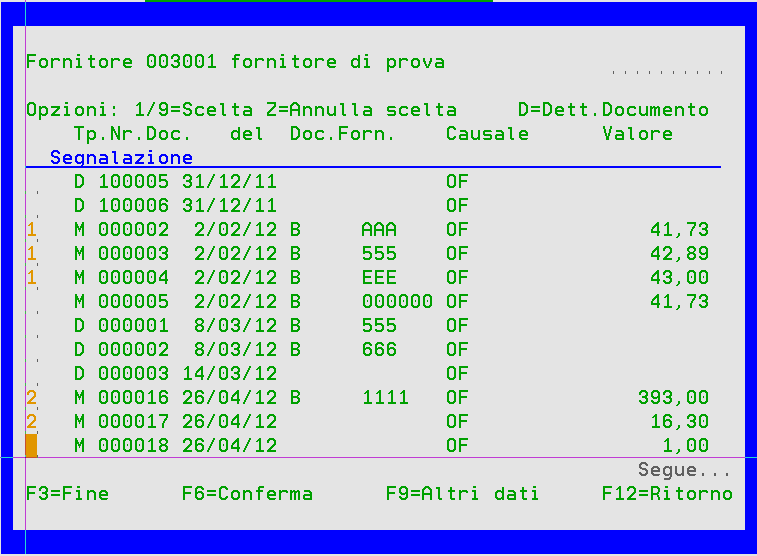 Fornitore 003001 fornitore di prova
Opzioni: 1/9=Scelta Z=Annulla scelta D=Dett.Documento
Tp.Nr.Doc. del Doc.Forn. Causale Valore
Segnalazione
D 100005 31/12/11 OF
D 100006 31/12/11 OF
1 M 000002 2/02/12 B AAA OF 41,73
1 M 000003 2/02/12 B 555 OF 42,89
1 M 000004 2/02/12 B EEE OF 43,00
M 000005 2/02/12 B 000000 OF 41,73
D 000001 8/03/12 B 555 OF
D 000002 8/03/12 B 666 OF
D 000003 14/03/12 OF
2 M 000016 26/04/12 B 1111 OF 393,00
2 M 000017 26/04/12 OF 16,30
M 000018 26/04/12 OF 1,00
Segue...
F3=Fine F6=Conferma F9=Altri dati F12=Ritorno